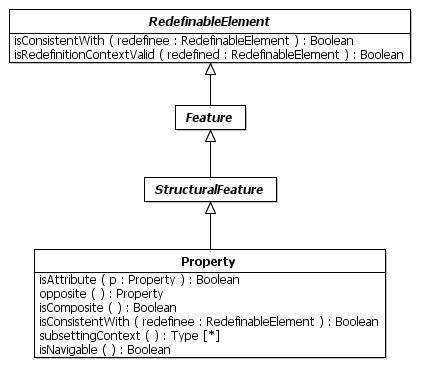 RedefinableElement
isConsistentWith ( redefinee : RedefinableElement ) : Boolean
isRedefinitionContextValid ( redefined : RedefinableElement ) : Boolean
Feature
StructuralFeature
Property
isAttribute ( p : Property ) : Boolean
opposite ( ) : Property
isComposite ( ) : Boolean
isConsistentWith ( redefinee : RedefinableElement ) : Boolean
subsettingContext ( ) : Type [*]
isNavigable ( ) : Boolean